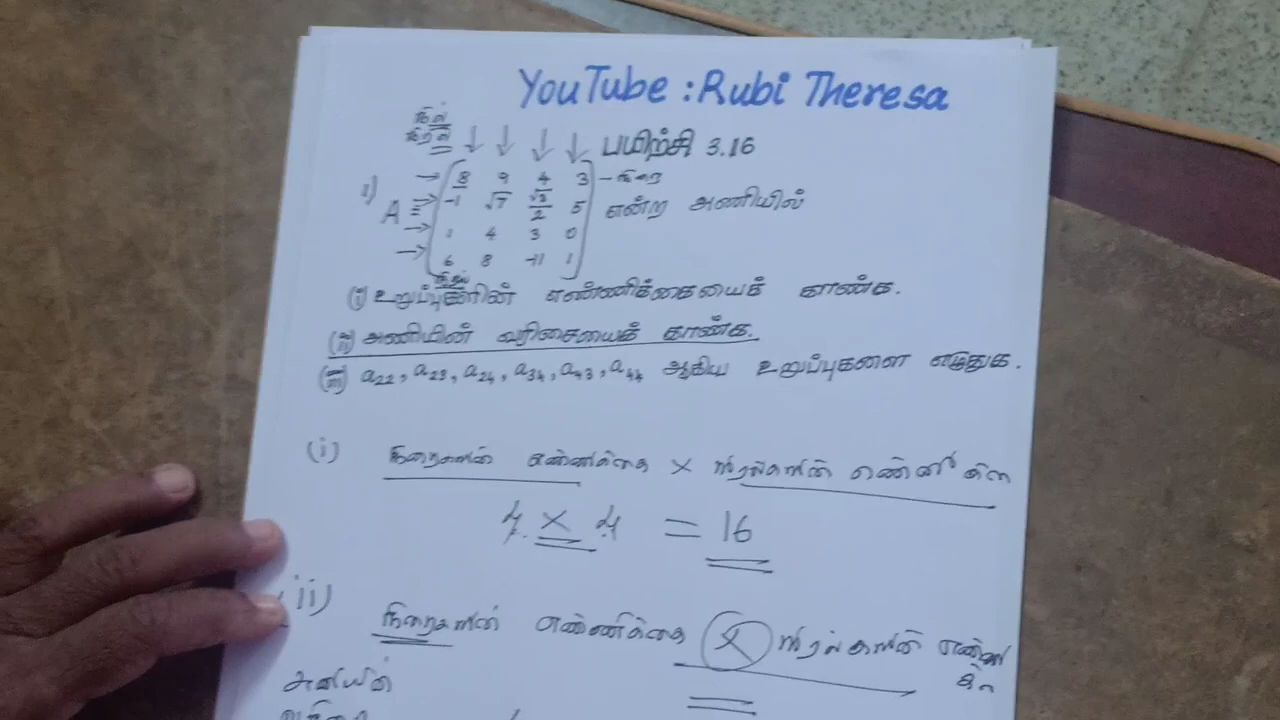 YouTube : Rubi Theresa
பயிற்சி 3.16
நிரல்
1) A =
8 9 4 3 - நிரை
-1 √7 √3/2 5 என்ற அணியில்
1 4 3 0
6 8 -11 1
(i) உறுப்புகளின் எண்ணிக்கையைக் காண்க.
(ii) அணியின் வரிசையைக் காண்க.
(iii) a22, a23, a24, a34, a43, a44 ஆகிய உறுப்புகளை எழுதுக.
(i) நிரைகளின் எண்ணிக்கை × நிரல்களின் எண்ணிக்கை
4 × 4 = 16
ii) நிரைகளின் எண்ணிக்கை × நிரல்களின்
அணியின்